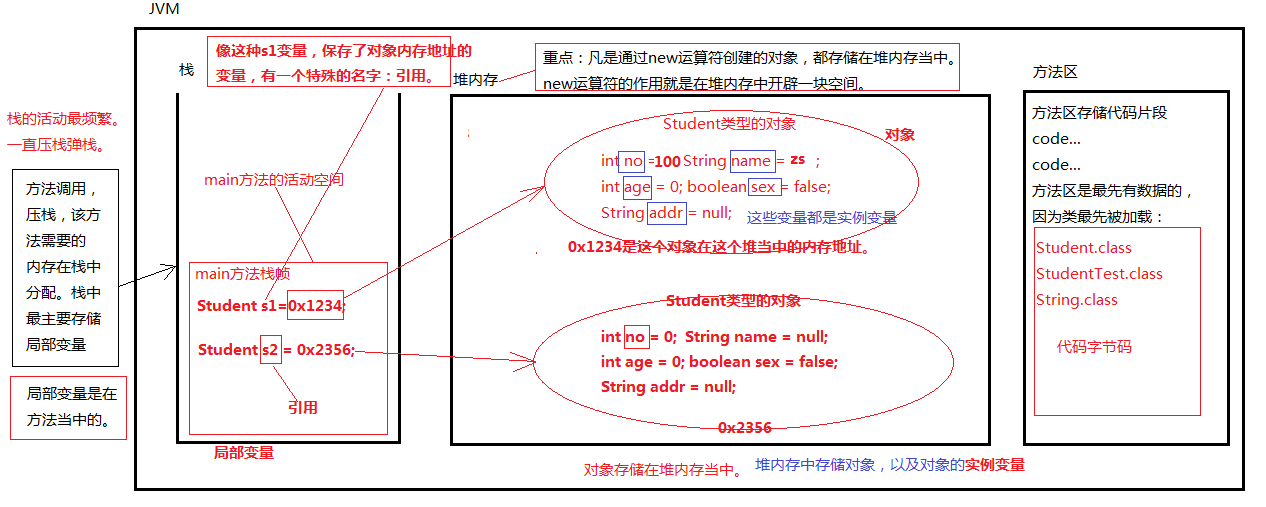 JVM
栈
像这种s1变量，保存了对象内存地址的
变量，有一个特殊的名字：引用。
堆内存
重点：凡是通过new运算符创建的对象，都存储在堆内存当中。
new运算符的作用就是在堆内存中开辟一块空间。
方法区
栈的活动最频繁。
一直压栈弹栈。
方法调用，
压栈，该方
法需要的
内存在栈中
分配。栈中
最主要存储
局部变量
局部变量是在
方法当中的。
main方法的活动空间
main方法栈帧
Student s1=0x1234;
Student s2 = 0x2356;
引用
局部变量
Student类型的对象
对象
int no =100 String name = zs ;
int age = 0; boolean sex = false;
String addr = null; 这些变量都是实例变量
0x1234是这个对象在这个堆当中的内存地址。
Student类型的对象
int no = 0; String name = null;
int age = 0; boolean sex = false;
String addr = null;
0x2356
对象存储在堆内存当中。 堆内存中存储对象，以及对象的实例变量
方法区存储代码片段
code...
code...
方法区是最先有数据的，
因为类最先被加载：
Student.class
StudentTest.class
String.class
代码字节码